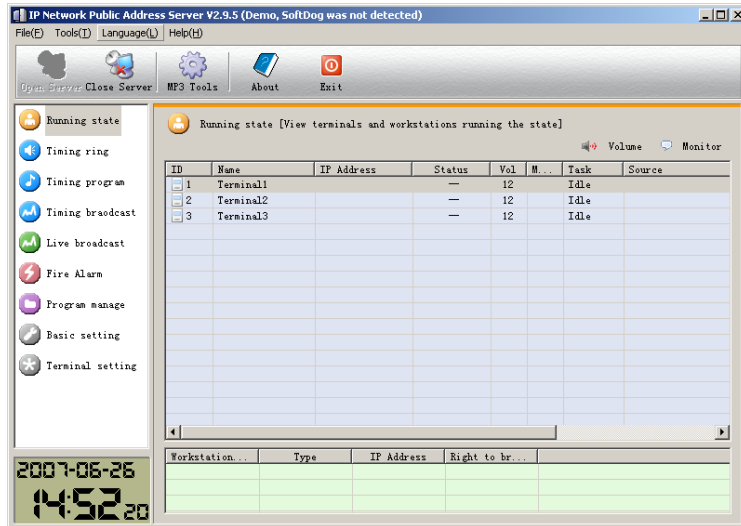 IP Network Public Address Server V2.9.5 (Demo, SoftDog was not detected)
File(F) Tools(T) Language(L) Help(H)
Open Server Close Server MP3 Tools About Exit
Running state
Timing ring
Timing program
Timing braodcast
Live broadcast
Fire Alarm
Program manage
Basic setting
Terminal setting
Running state [View terminals and workstations running the state]
Volume Monitor
ID Name IP Address Status Vol M... Task Source
1 Terminal1 — 12 Idle
2 Terminal2 — 12 Idle
3 Terminal3 — 12 Idle
Workstation... Type IP Address Right to br...
2007-06-26
14:52 20